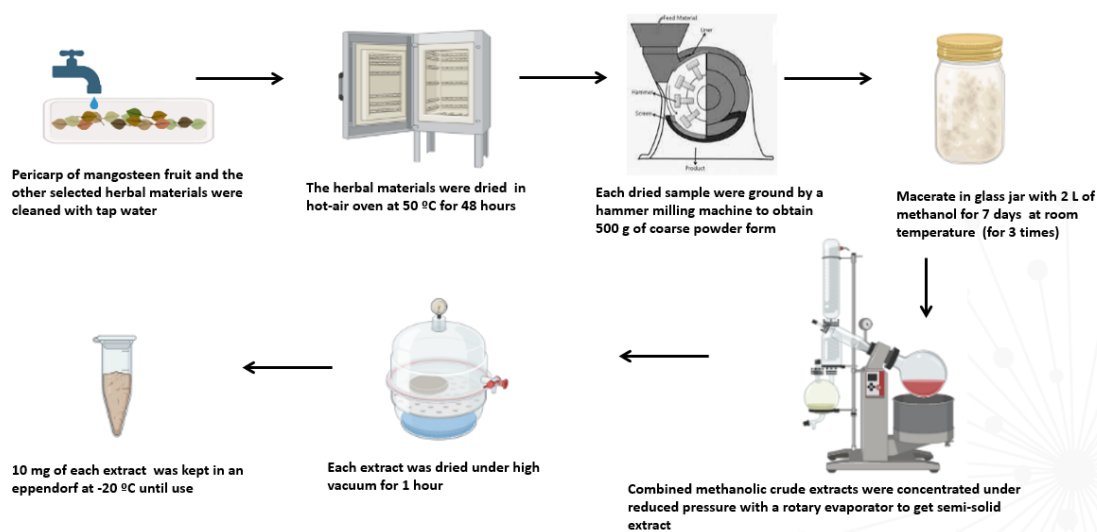 Pericarp of mangosteen fruit and the
other selected herbal materials were
cleaned with tap water
The herbal materials were dried  in
hot-air oven at 50 ºC for 48 hours
Feed Material
Liner
Hammer
Screen
Product
Each dried sample were ground by a
hammer milling machine to obtain
500 g of coarse powder form
Macerate in glass jar with 2 L of
methanol for 7 days  at room
temperature  (for 3 times)
Combined methanolic crude extracts were concentrated under
reduced pressure with a rotary evaporator to get semi-solid
extract
Each extract was dried under high
vacuum for 1 hour
10 mg of each extract  was kept in an
eppendorf at -20 ºC until use